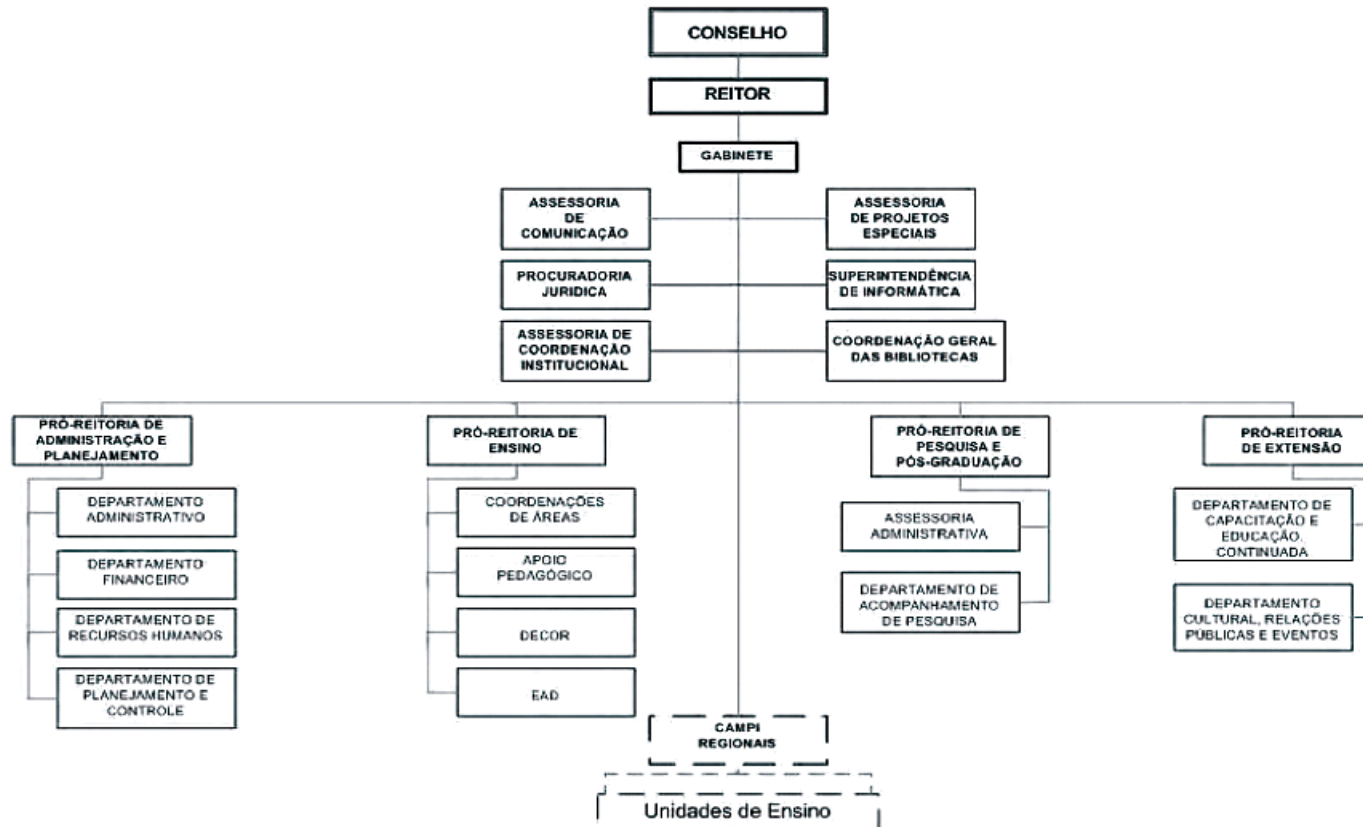 CONSELHO
REITOR
GABINETE
ASSESSORIA
DE
COMUNICAÇÃO
ASSESSORIA
DE PROJETOS
ESPECIAIS
PROCURADORIA
JURIDICA
SUPERINTENDÊNCIA
DE INFORMÁTICA
ASSESSORIA DE
COORDENAÇÃO
INSTITUCIONAL
COORDENAÇÃO GERAL
DAS BIBLIOTECAS
PRÓ-REITORIA DE
ADMINISTRAÇÃO E
PLANEJAMENTO
DEPARTAMENTO
ADMINISTRATIVO
DEPARTAMENTO
FINANCEIRO
DEPARTAMENTO DE
RECURSOS HUMANOS
DEPARTAMENTO DE
PLANEJAMENTO E
CONTROLE
PRÓ-REITORIA DE
ENSINO
COORDENAÇÕES
DE ÁREAS
APOIO
PEDAGÓGICO
DECOR
EAD
PRÓ-REITORIA DE
PESQUISA E
PÓS-GRADUAÇÃO
ASSESSORIA
ADMINISTRATIVA
DEPARTAMENTO DE
ACOMPANHAMENTO
DE PESQUISA
PRÓ-REITORIA
DE EXTENSÃO
DEPARTAMENTO DE
CAPACITAÇÃO E
EDUCAÇÃO.
CONTINUADA
DEPARTAMENTO
CULTURAL, RELAÇÕES
PÚBLICAS E EVENTOS
CAMPI
REGIONAIS
Unidades de Ensino